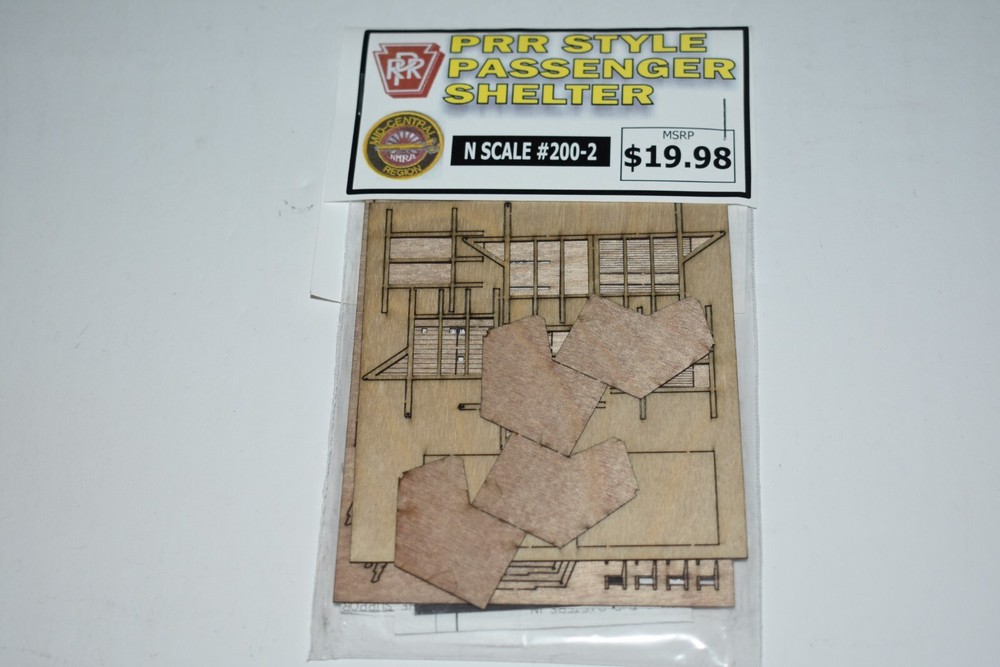 PRR STYLE
PASSENGER
SHELTER
PRR
MID-CENTRAL
NMRA
REGION
N SCALE #200-2
MSRP
$19.98